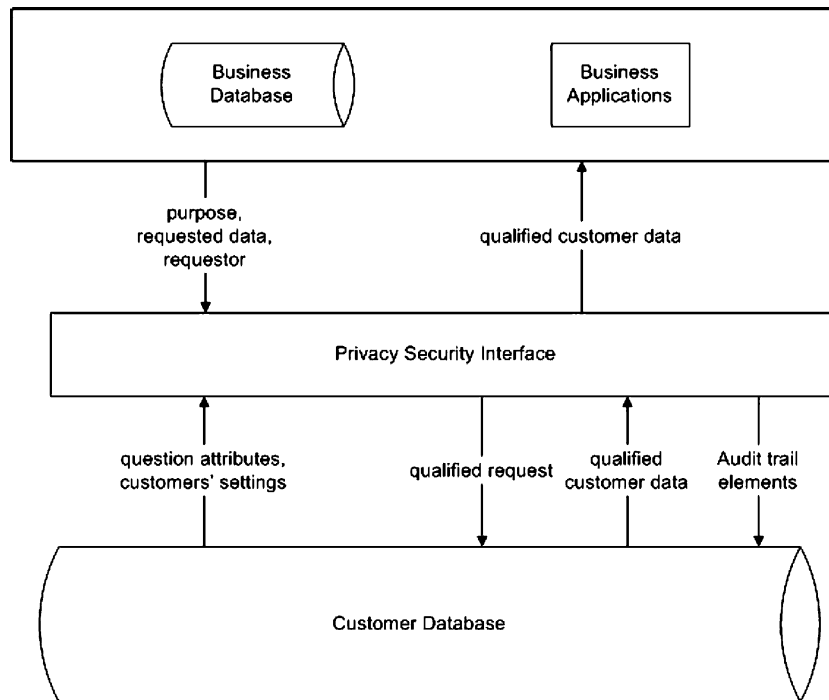 Business
Database
Business
Applications
purpose,
requested data,
requestor
qualified customer data
Privacy Security Interface
question attributes,
customers' settings
qualified request
qualified
customer data
Audit trail
elements
Customer Database